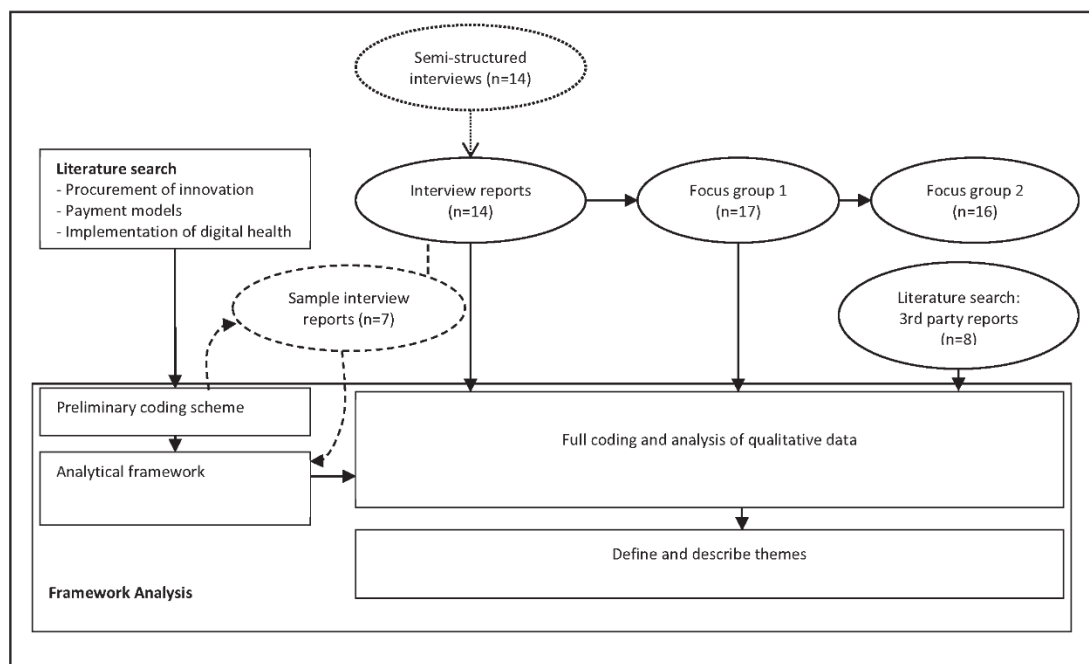 Semi-structured
interviews (n=14)
Literature search
- Procurement of innovation
- Payment models
- Implementation of digital health
Interview reports
(n=14)
Focus group 1
(n=17)
Focus group 2
(n=16)
Sample interview
reports (n=7)
Literature search:
3rd party reports
(n=8)
Preliminary coding scheme
Analytical framework
Full coding and analysis of qualitative data
Define and describe themes
Framework Analysis